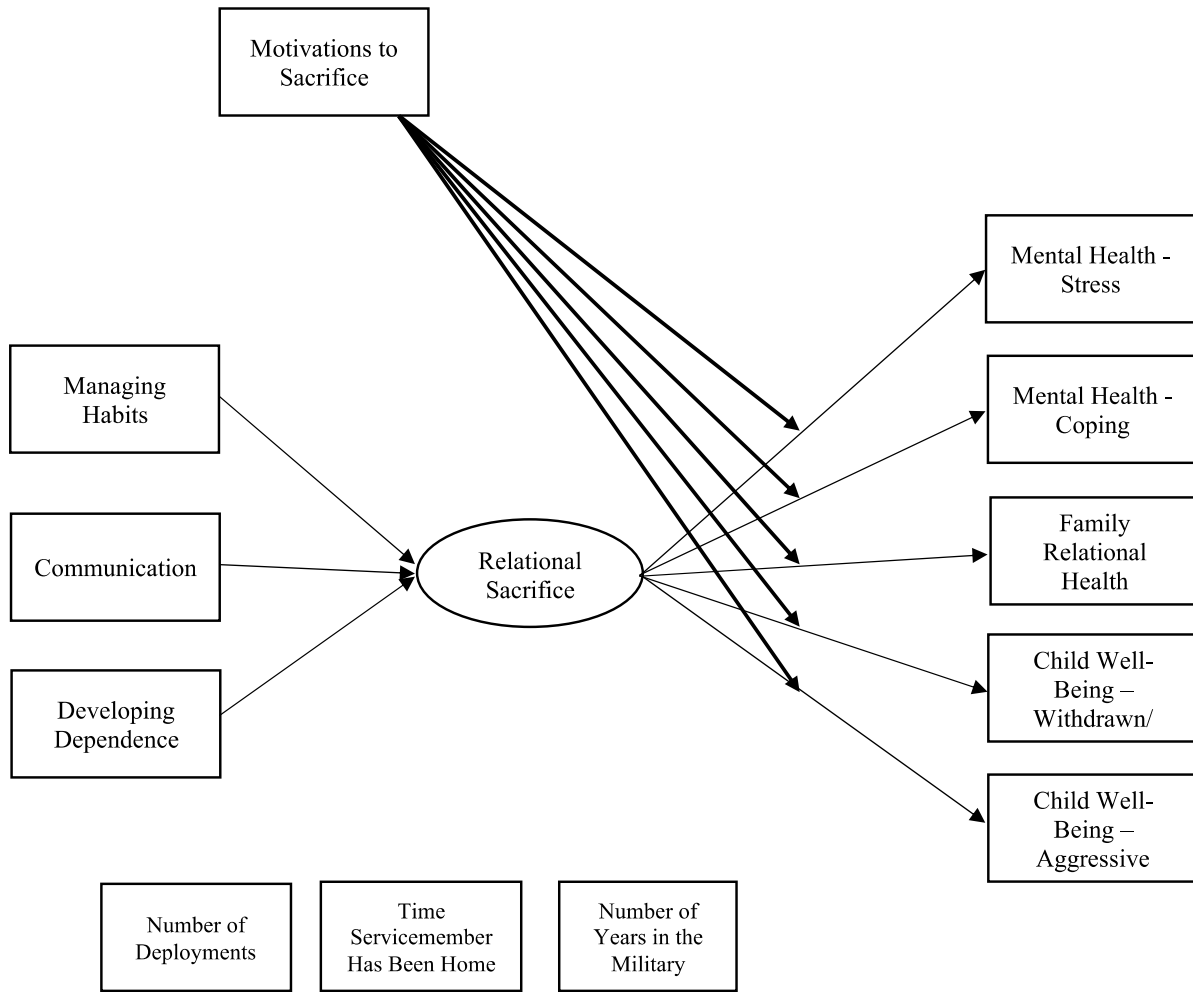 Motivations to
Sacrifice
Mental Health -
Stress
Managing
Habits
Mental Health -
Coping
Communication
Relational
Sacrifice
Family
Relational
Health
Developing
Dependence
Child Well-
Being –
Withdrawn/
Child Well-
Being –
Aggressive
Number of
Deployments
Time
Servicemember
Has Been Home
Number of
Years in the
Military